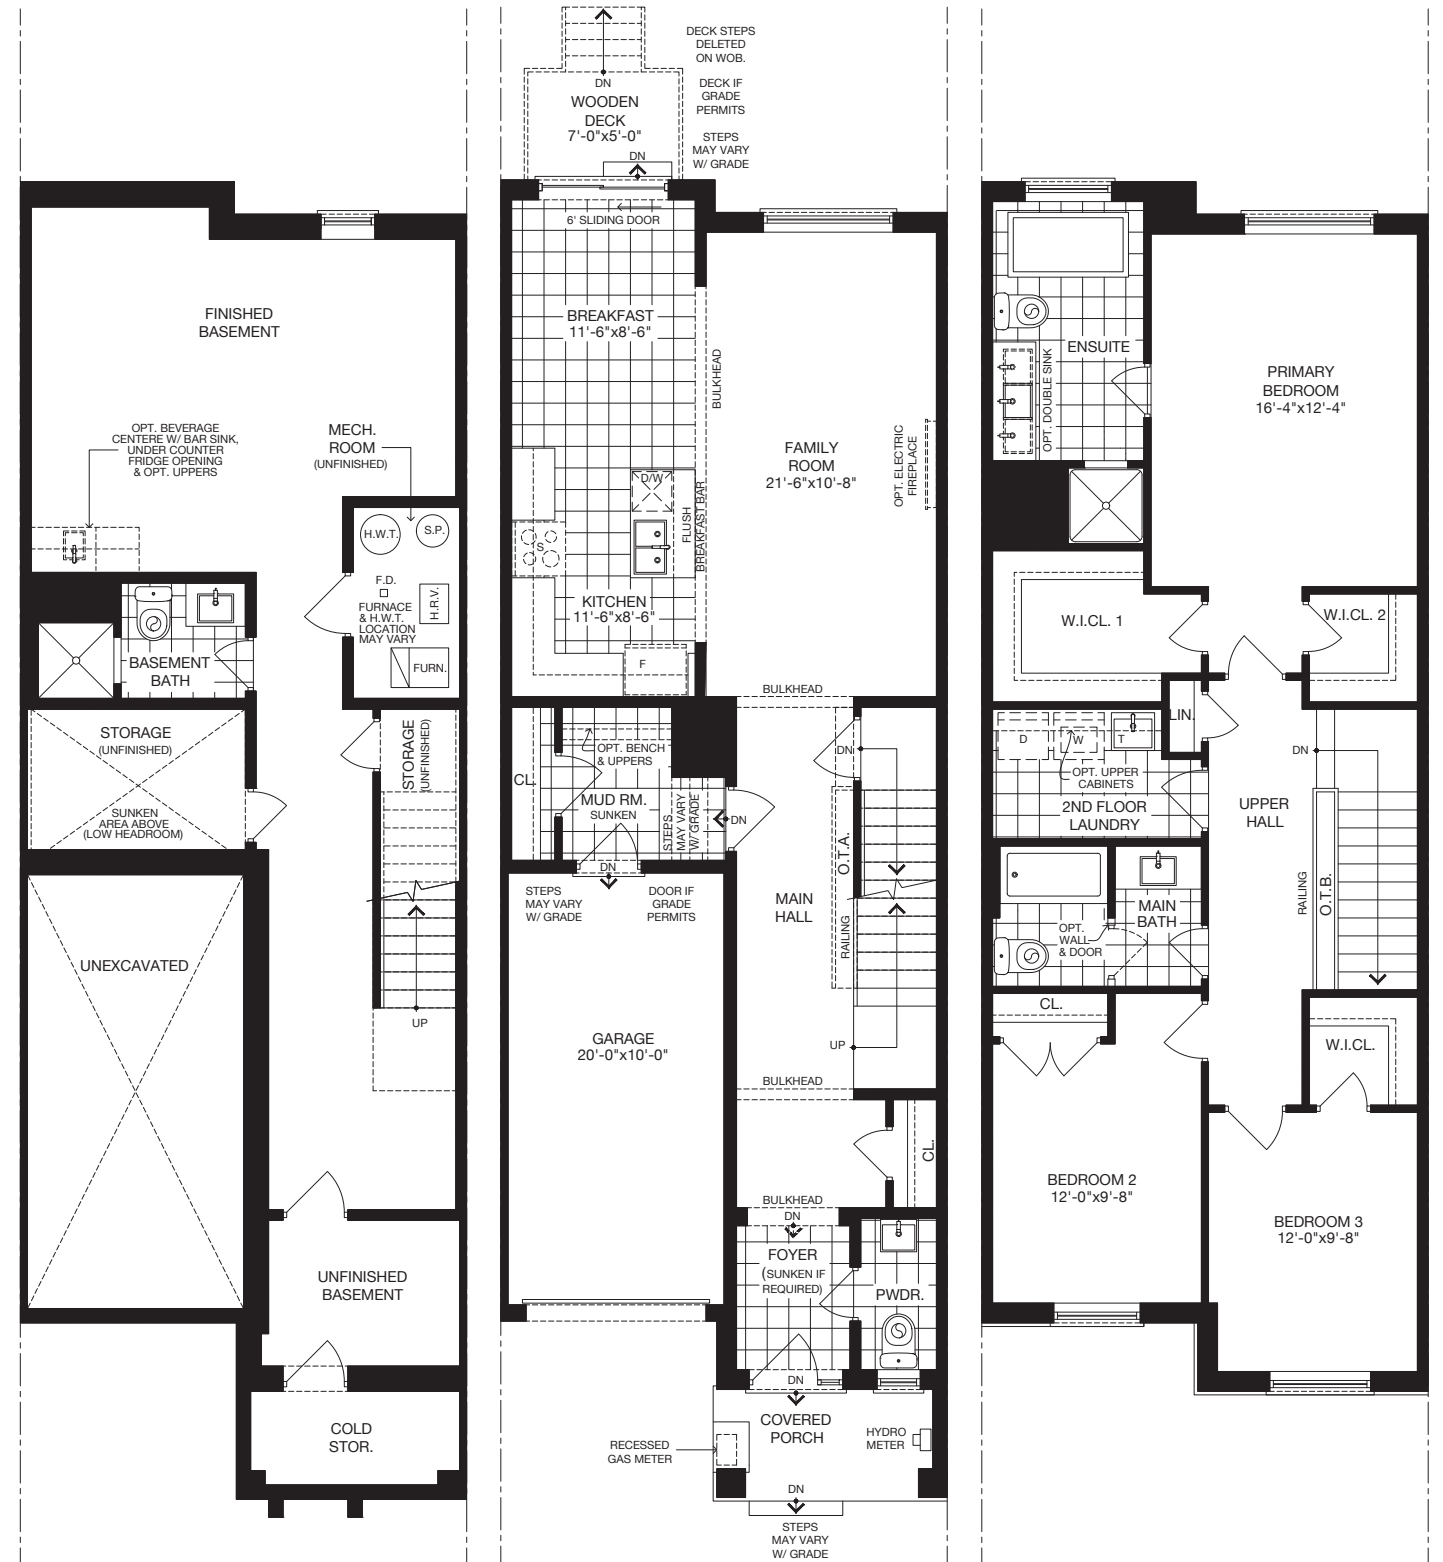 FINISHED
BASEMENT
OPT. BEVERAGE
CENTERE W/ BAR SINK,
UNDER COUNTER
FRIDGE OPENING
& OPT. UPPERS
MECH.
ROOM
(UNFINISHED)
H.W.T.
S.P.
F.D.
FURNACE
& H.W.T.
LOCATION
MAY VARY
H.R.V.
FURN.
BASEMENT
BATH
STORAGE
(UNFINISHED)
SUNKEN
AREA ABOVE
(LOW HEADROOM)
STORAGE
(UNFINISHED)
UNEXCAVATED
UP
UNFINISHED
BASEMENT
COLD
STOR.
DECK STEPS
DELETED
ON WOB.
DECK IF
GRADE
PERMITS
STEPS
MAY VARY
W/ GRADE
DN
WOODEN
DECK
7'-0"x5'-0"
DN
6' SLIDING DOOR
BREAKFAST
11'-6"x8'-6"
BULKHEAD
FAMILY
ROOM
21'-6"x10'-8"
OPT. ELECTRIC
FIREPLACE
D/W
FLUSH
BREAKFAST BAR
S
KITCHEN
11'-6"x8'-6"
F
BULKHEAD
OPT. BENCH
& UPPERS
CL.
MUD RM.
SUNKEN
STEPS
MAY VARY
W/ GRADE
DN
DN
DN
STEPS
MAY VARY
W/ GRADE
DOOR IF
GRADE
PERMITS
O.T.A.
MAIN
HALL
RAILING
GARAGE
20'-0"x10'-0"
UP
BULKHEAD
CL.
BULKHEAD
DN
FOYER
(SUNKEN IF
REQUIRED)
PWDR.
DN
COVERED
PORCH
HYDRO
METER
RECESSED
GAS METER
DN
STEPS
MAY VARY
W/ GRADE
ENSUITE
OPT. DOUBLE SINK
PRIMARY
BEDROOM
16'-4"x12'-4"
W.I.CL. 1
W.I.CL. 2
LIN.
D
W
T
OPT. UPPER
CABINETS
2ND FLOOR
LAUNDRY
DN
UPPER
HALL
RAILING
O.T.B.
MAIN
BATH
OPT.
WALL
& DOOR
CL.
W.I.CL.
BEDROOM 2
12'-0"x9'-8"
BEDROOM 3
12'-0"x9'-8"